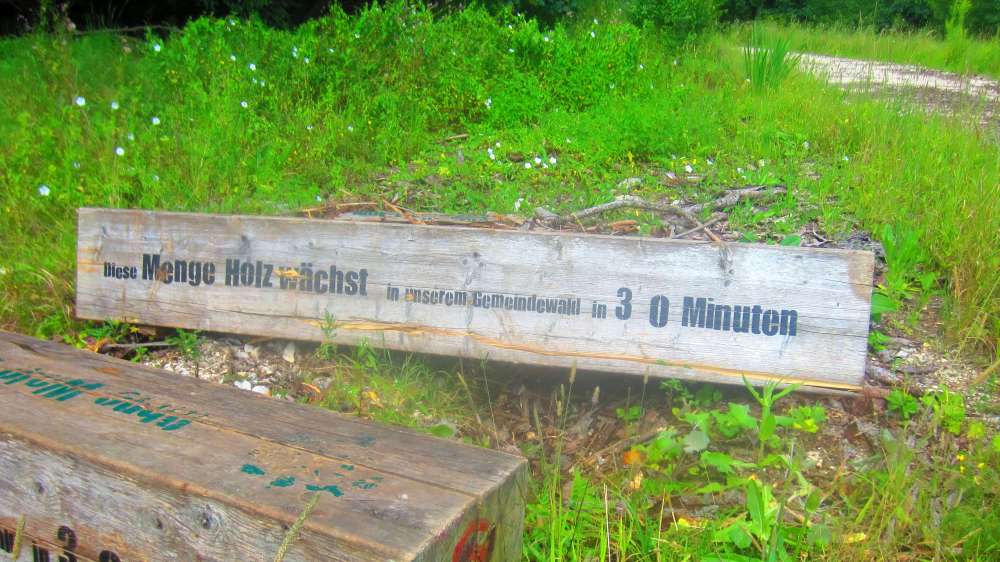 Diese Menge Holz wächst in unserem Gemeindewald in 3 0 Minuten